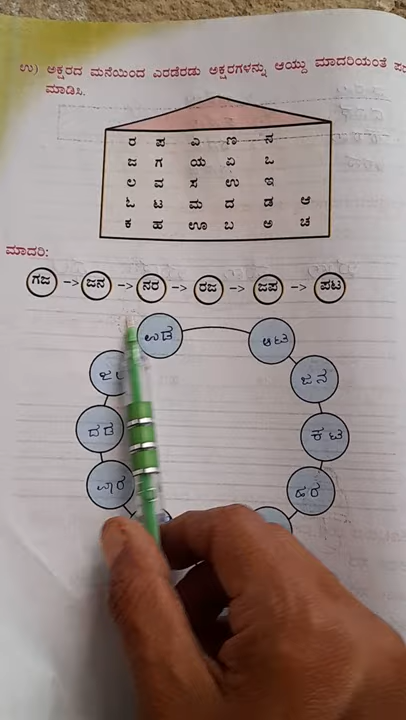 ಉ) ಅಕ್ಷರದ ಮನೆಯಿಂದ ಎರಡೆರಡು ಅಕ್ಷರಗಳನ್ನು ಆಯ್ದು ಮಾದರಿಯಂತೆ
ಮಾಡಿಸಿ.
ರ ಪ ಎ ಣ ನ
ಜ ಗ ಯ ಏ ಒ
ಲ ವ ಸ ಉ ಇ
ಓ ಟ ಮ ದ ಡ ಆ
ಕ ಹ ಊ ಬ ಅ ಚ
ಮಾದರಿ:
ಗಜ -> ಜನ -> ನರ -> ರಜ -> ಜಪ -> ಪಟ
ಆಟ
ಜನ
ದಡ
ಕಟ
ಹರ